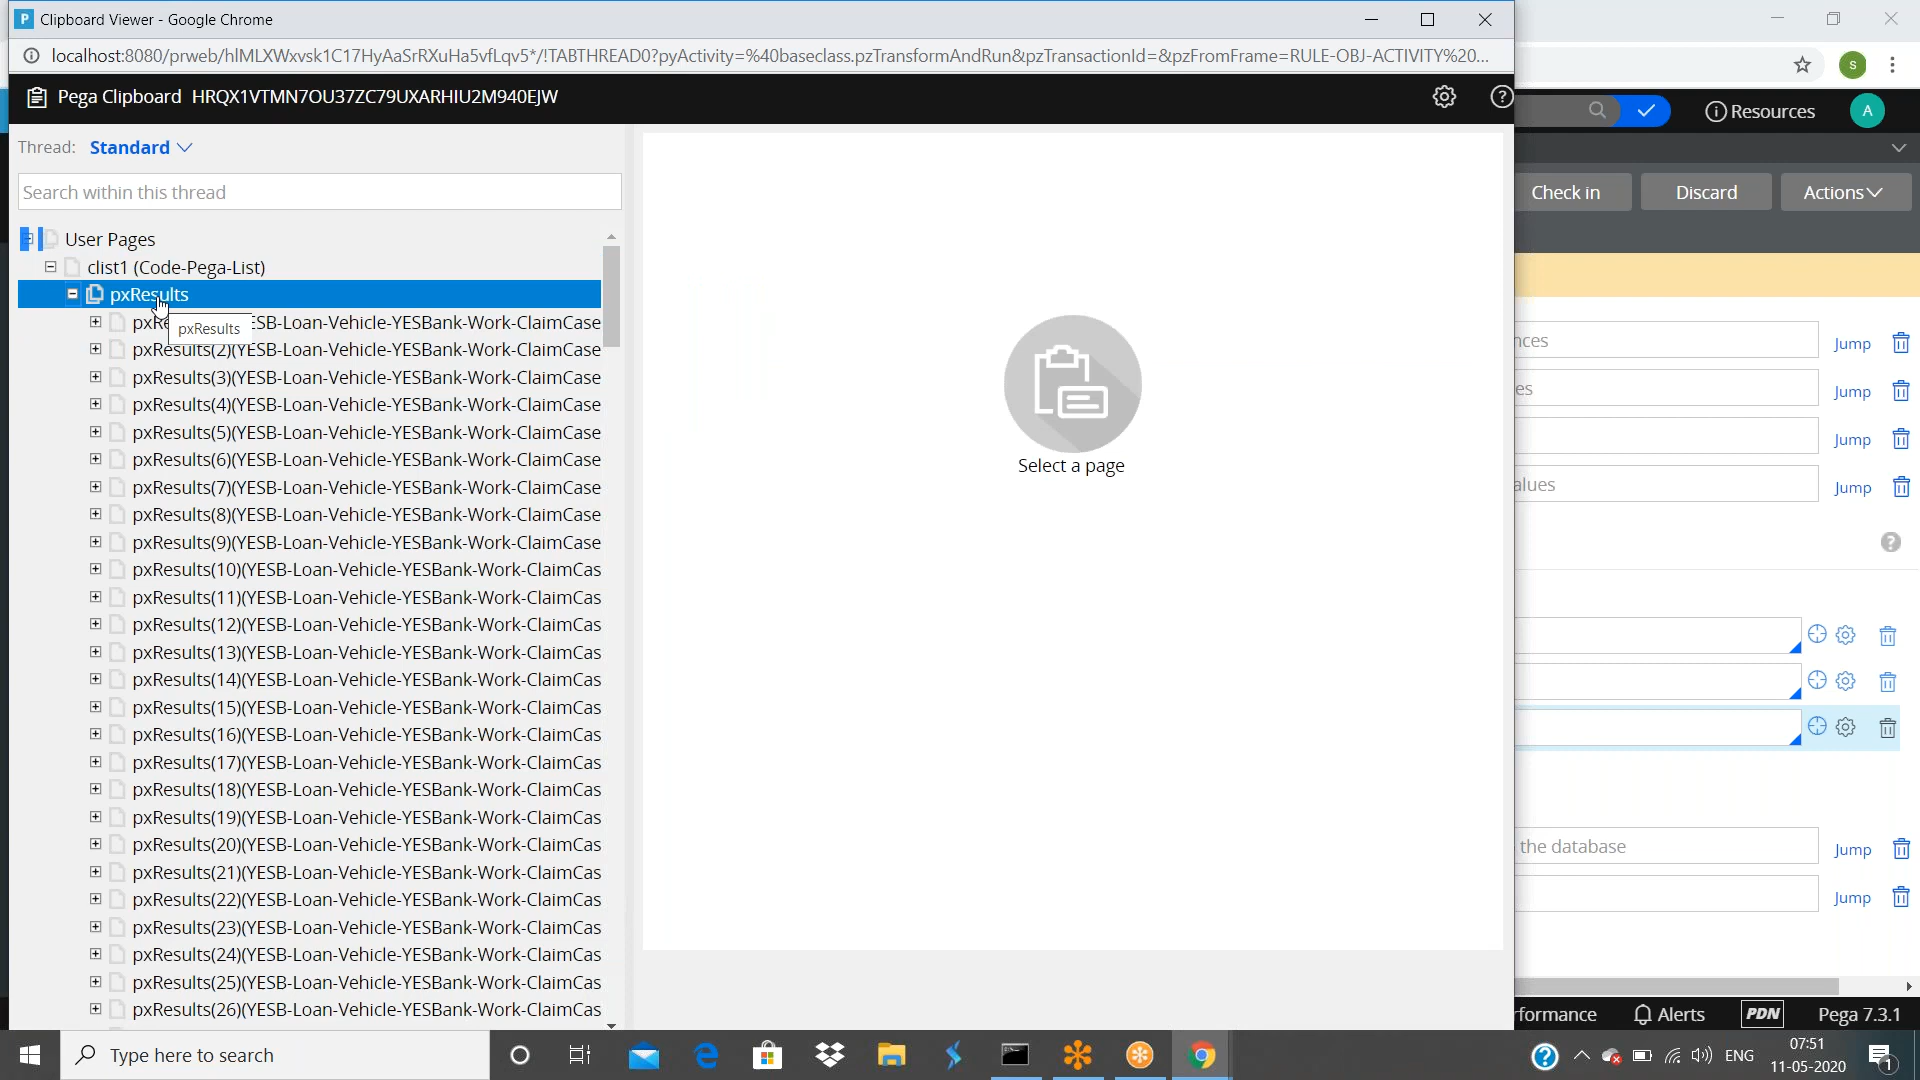 Clipboard Viewer - Google Chrome
localhost:8080/prweb/hlMLXWxvsk1C17HyAaSrRXuHa5vfLqv5*/!TABTHREAD0?pyActivity=%40baseclass.pzTransformAndRun&pzTransactionId=&pzFromFrame=RULE-OBJ-ACTIVITY%20...
Pega Clipboard HRQX1VTMN7OU37ZC79UXARHIU2M940EJW
Thread: Standard
Search within this thread
User Pages
clist1 (Code-Pega-List)
pxResults
pxResults
ESB-Loan-Vehicle-YESBank-Work-ClaimCase
pxResults(2)(YESB-Loan-Vehicle-YESBank-Work-ClaimCase
pxResults(3)(YESB-Loan-Vehicle-YESBank-Work-ClaimCase
pxResults(4)(YESB-Loan-Vehicle-YESBank-Work-ClaimCase
pxResults(5)(YESB-Loan-Vehicle-YESBank-Work-ClaimCase
pxResults(6)(YESB-Loan-Vehicle-YESBank-Work-ClaimCase
pxResults(7)(YESB-Loan-Vehicle-YESBank-Work-ClaimCase
pxResults(8)(YESB-Loan-Vehicle-YESBank-Work-ClaimCase
pxResults(9)(YESB-Loan-Vehicle-YESBank-Work-ClaimCase
pxResults(10)(YESB-Loan-Vehicle-YESBank-Work-ClaimCas
pxResults(11)(YESB-Loan-Vehicle-YESBank-Work-ClaimCas
pxResults(12)(YESB-Loan-Vehicle-YESBank-Work-ClaimCas
pxResults(13)(YESB-Loan-Vehicle-YESBank-Work-ClaimCas
pxResults(14)(YESB-Loan-Vehicle-YESBank-Work-ClaimCas
pxResults(15)(YESB-Loan-Vehicle-YESBank-Work-ClaimCas
pxResults(16)(YESB-Loan-Vehicle-YESBank-Work-ClaimCas
pxResults(17)(YESB-Loan-Vehicle-YESBank-Work-ClaimCas
pxResults(18)(YESB-Loan-Vehicle-YESBank-Work-ClaimCas
pxResults(19)(YESB-Loan-Vehicle-YESBank-Work-ClaimCas
pxResults(20)(YESB-Loan-Vehicle-YESBank-Work-ClaimCas
pxResults(21)(YESB-Loan-Vehicle-YESBank-Work-ClaimCas
pxResults(22)(YESB-Loan-Vehicle-YESBank-Work-ClaimCas
pxResults(23)(YESB-Loan-Vehicle-YESBank-Work-ClaimCas
pxResults(24)(YESB-Loan-Vehicle-YESBank-Work-ClaimCas
pxResults(25)(YESB-Loan-Vehicle-YESBank-Work-ClaimCas
pxResults(26)(YESB-Loan-Vehicle-YESBank-Work-ClaimCas
Select a page
S
Resources A
Check in Discard Actions
nces Jump
es Jump
Jump
alues Jump
the database Jump
Jump
formance Alerts PDN Pega 7.3.1
Type here to search
ENG
07:51
11-05-2020
1